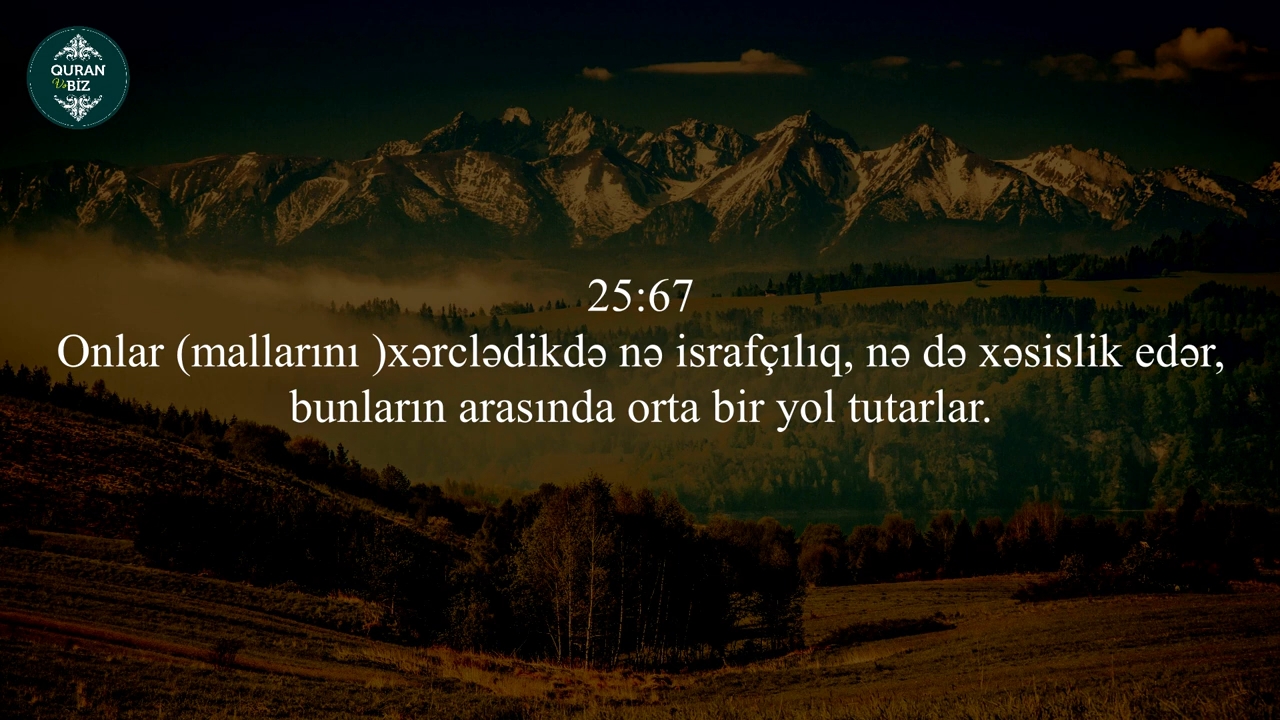 QURAN
Və BİZ
25:67
Onlar (mallarını )xərclədikdə nə israfçılıq, nə də xəsislik edər,
bunların arasında orta bir yol tutarlar.